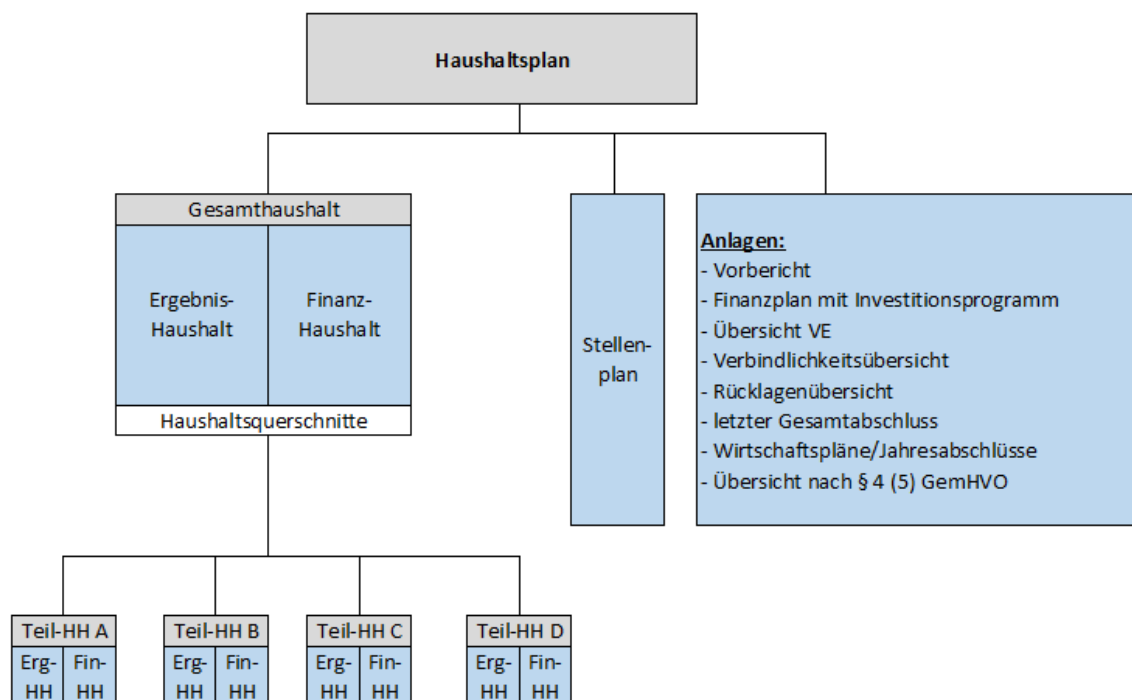 Haushaltsplan
Gesamthaushalt
Ergebnis-
Haushalt
Finanz-
Haushalt
Haushaltsquerschnitte
Stellen-
plan
Anlagen:
- Vorbericht
- Finanzplan mit Investitionsprogramm
- Übersicht VE
- Verbindlichkeitsübersicht
- Rücklagenübersicht
- letzter Gesamtabschluss
- Wirtschaftspläne/Jahresabschlüsse
- Übersicht nach § 4 (5) GemHVO
Teil-HH A
Erg-
HH
Fin-
HH
Teil-HH B
Erg-
HH
Fin-
HH
Teil-HH C
Erg-
HH
Fin-
HH
Teil-HH D
Erg-
HH
Fin-
HH